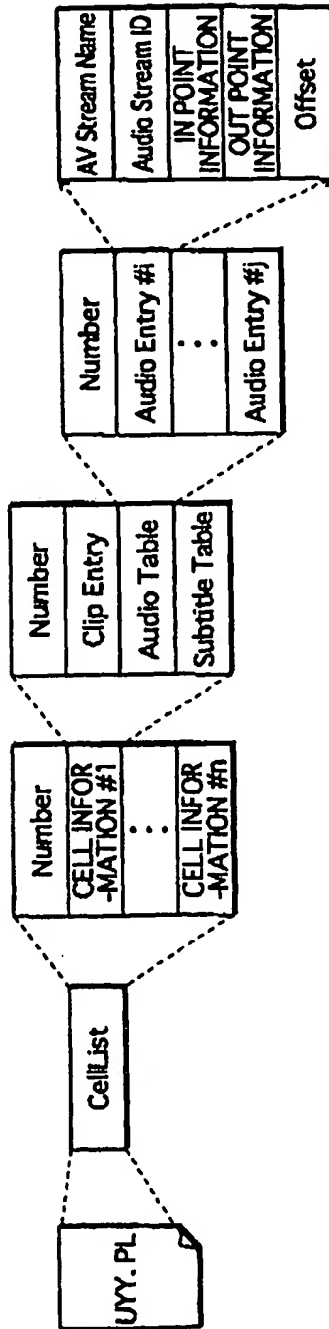 UYY. PL
CellList
Number
CELL INFOR
-MATION #1
⋮
CELL INFOR
-MATION #n
Number
Clip Entry
Audio Table
Subtitle Table
Number
Audio Entry #i
⋮
Audio Entry #j
AV Stream Name
Audio Stream ID
IN POINT
INFORMATION
OUT POINT
INFORMATION
Offset